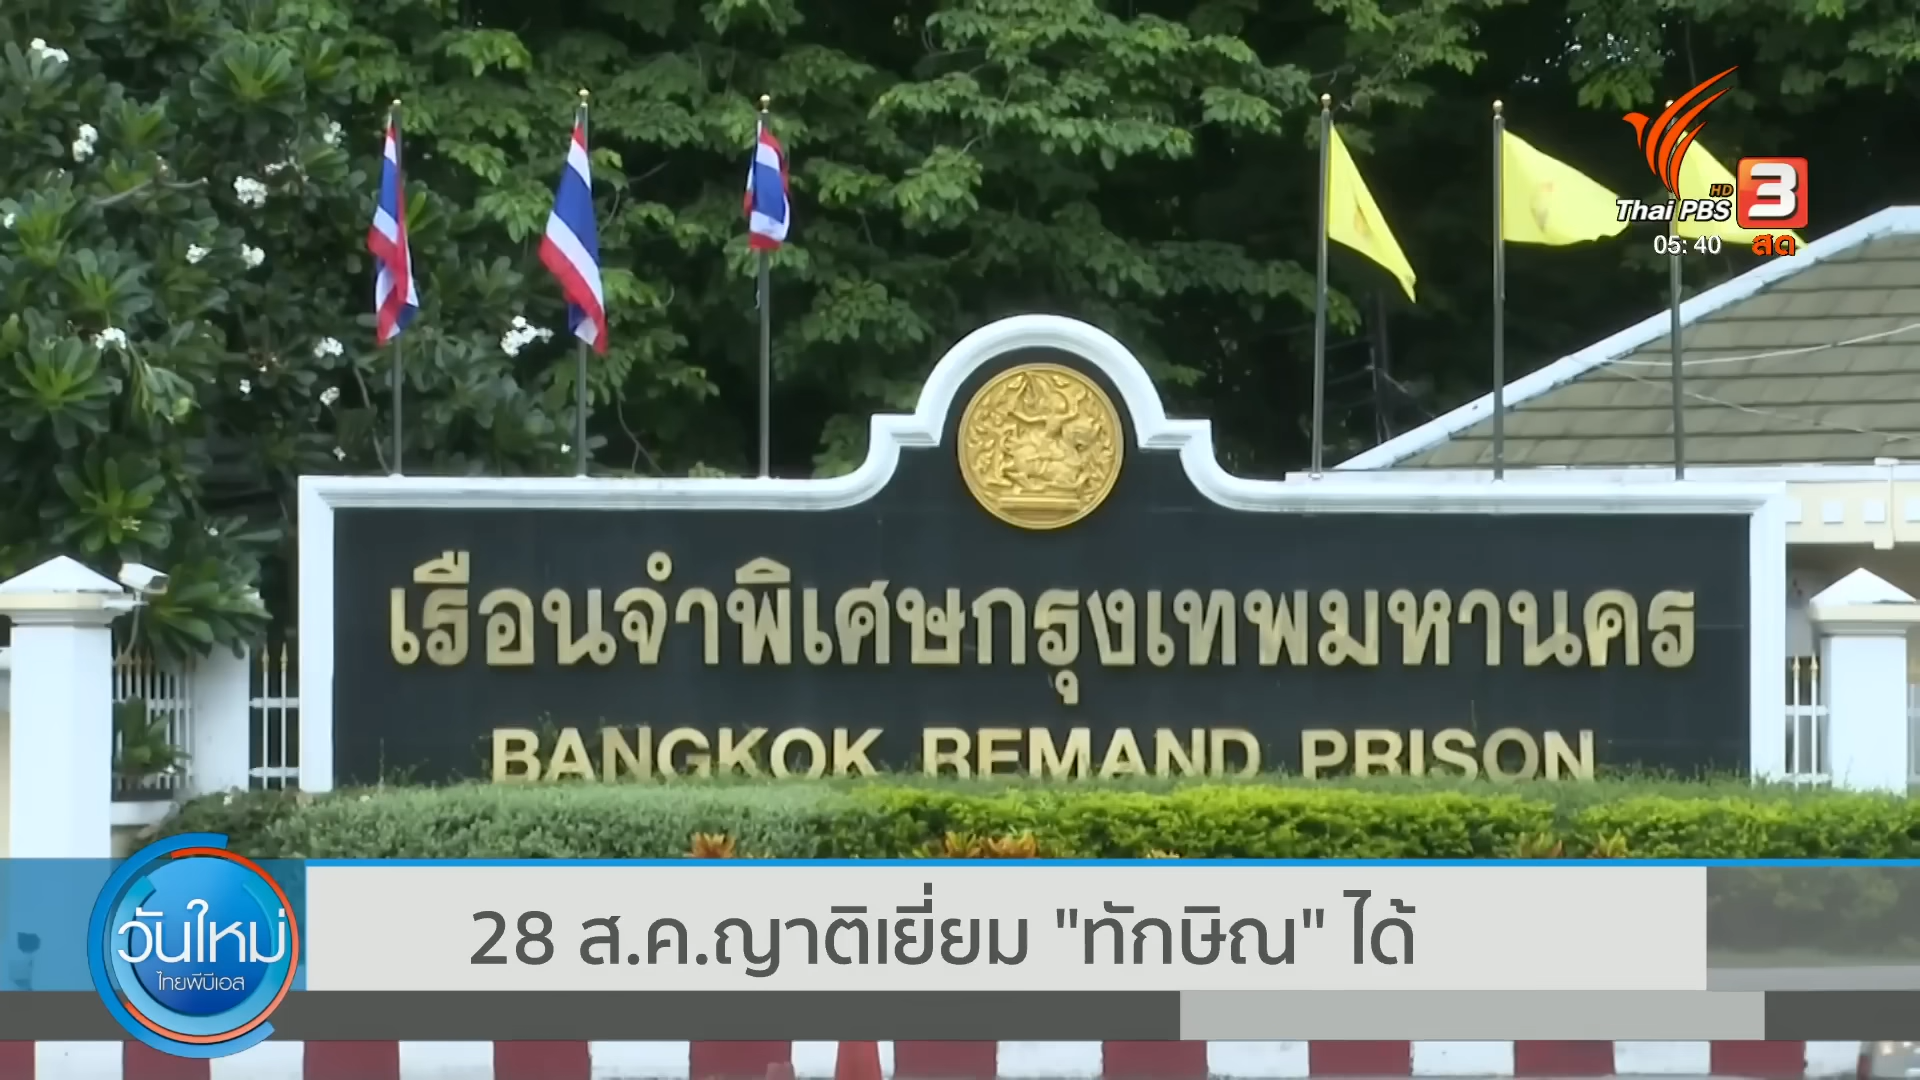 HD
Thai PBS 3
05: 40 สด
เรือนจำพิเศษกรุงเทพมหานคร
BANGKOK REMAND PRISON
วันใหม่
ไทยพีบีเอส
28 ส.ค.ญาติเยี่ยม "ทักษิณ" ได้